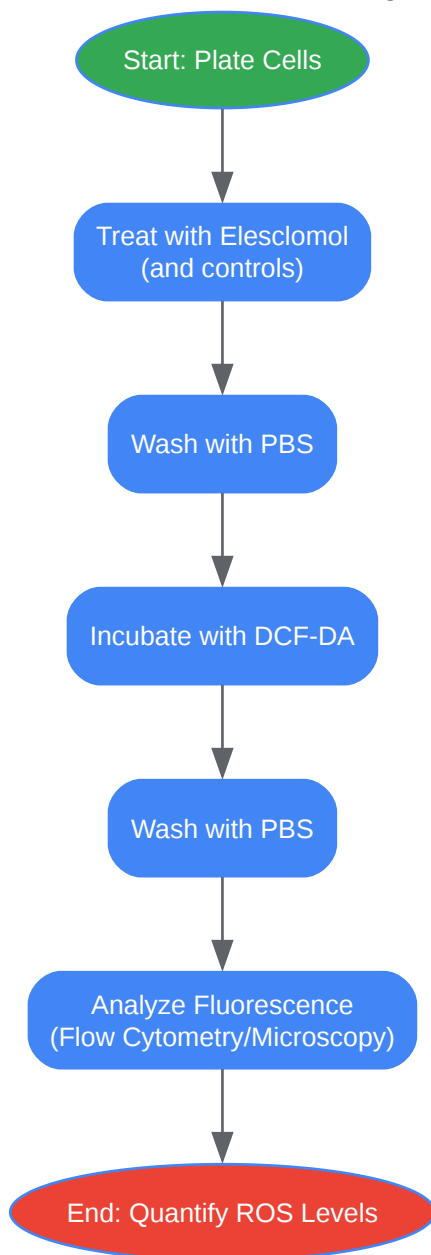 Start: Plate Cells
Treat with Elesclomol
(and controls)
Wash with PBS
Incubate with DCF-DA
Wash with PBS
Analyze Fluorescence
(Flow Cytometry/Microscopy)
End: Quantify ROS Levels